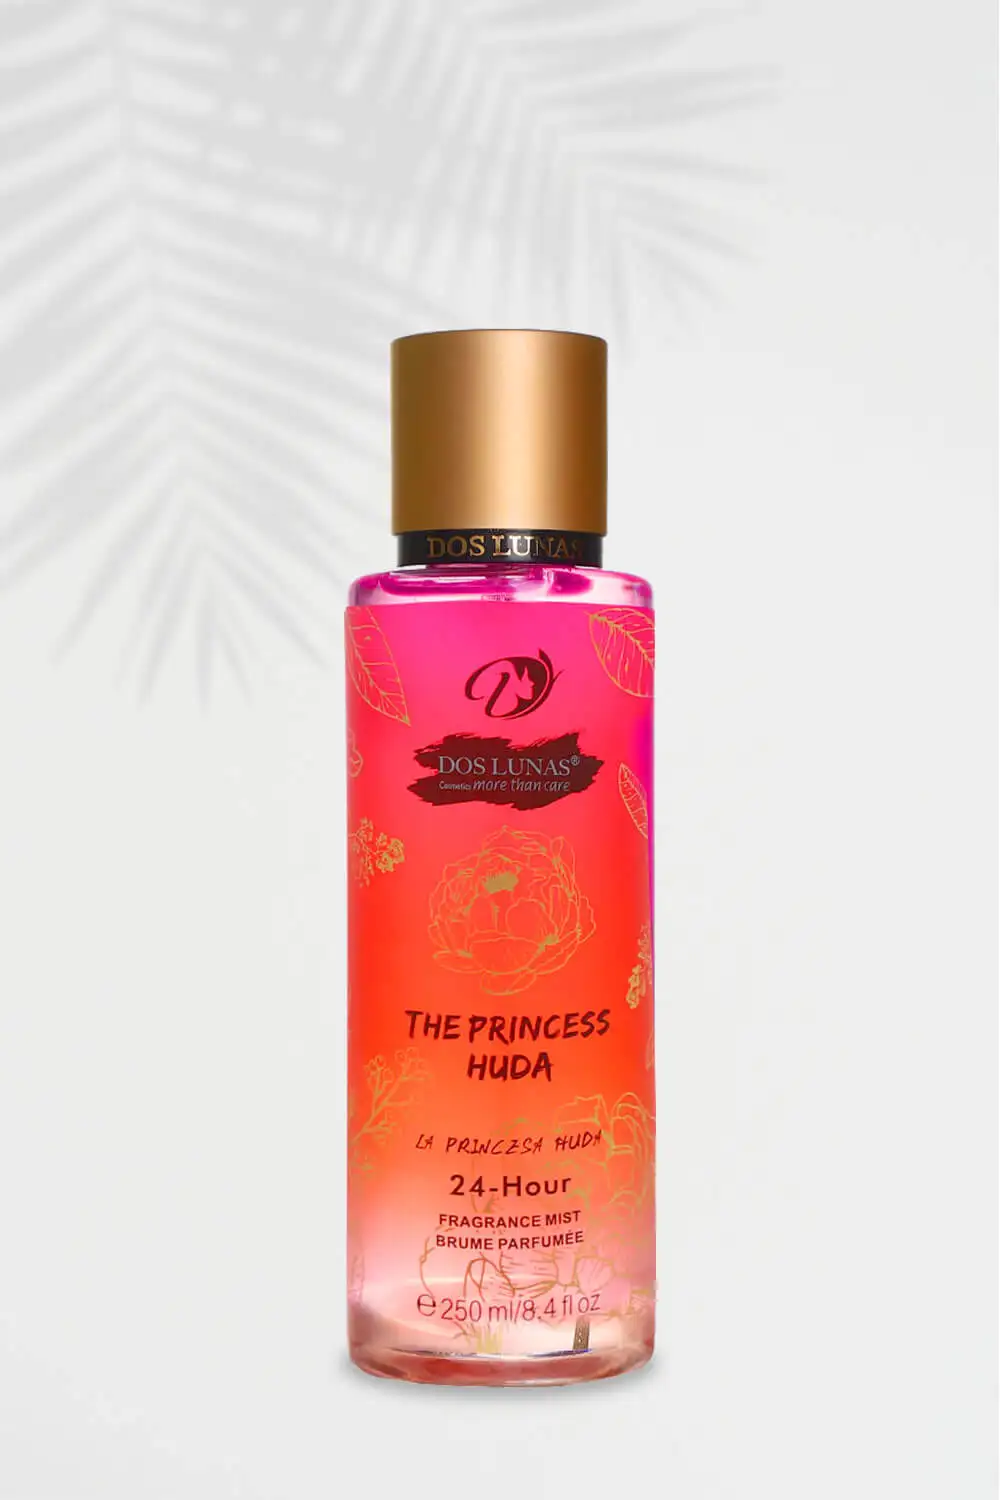 DOS LUNAS
DOS LUNAS®
Cosmetics more than care
THE PRINCESS
HUDA
LA PRINCESA HUDA
24-Hour
FRAGRANCE MIST
BRUME PARFUMÉE
℮ 250 ml/8.4 fl oz